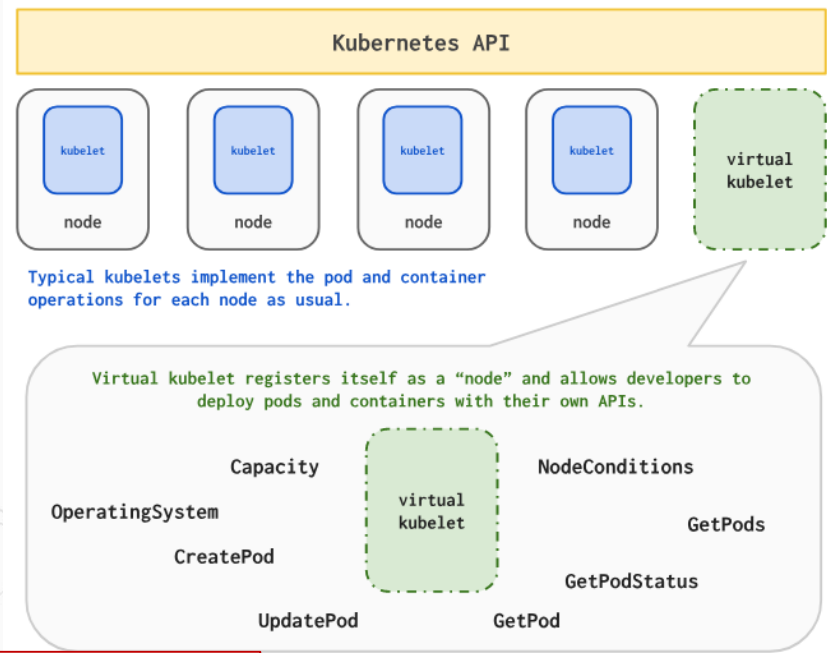 Kubernetes API
kubelet
kubelet
kubelet
kubelet
virtual
kubelet
node
node
node
node
Typical kubelets implement the pod and container
operations for each node as usual.
Virtual kubelet registers itself as a “node” and allows developers to
deploy pods and containers with their own APIs.
Capacity
NodeConditions
virtual
kubelet
OperatingSystem
GetPods
CreatePod
GetPodStatus
UpdatePod
GetPod